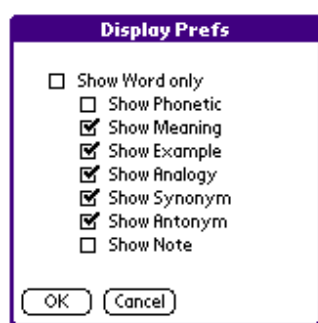 Display Prefs
Show Word only
Show Phonetic
Show Meaning
Show Example
Show Analogy
Show Synonym
Show Antonym
Show Note
OK Cancel